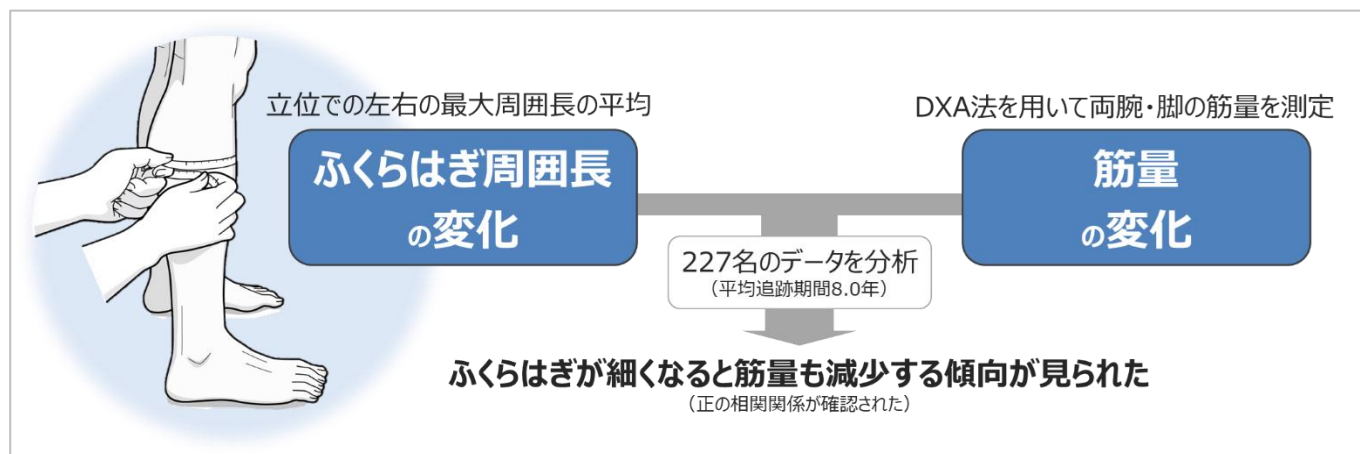 立位での左右の最大周囲長の平均
ふくらはぎ周囲長
の変化
DXA法を用いて両腕・脚の筋量を測定
筋量
の変化
227名のデータを分析
（平均追跡期間8.0年）
ふくらはぎが細くなると筋量も減少する傾向が見られた
（正の相関関係が確認された）